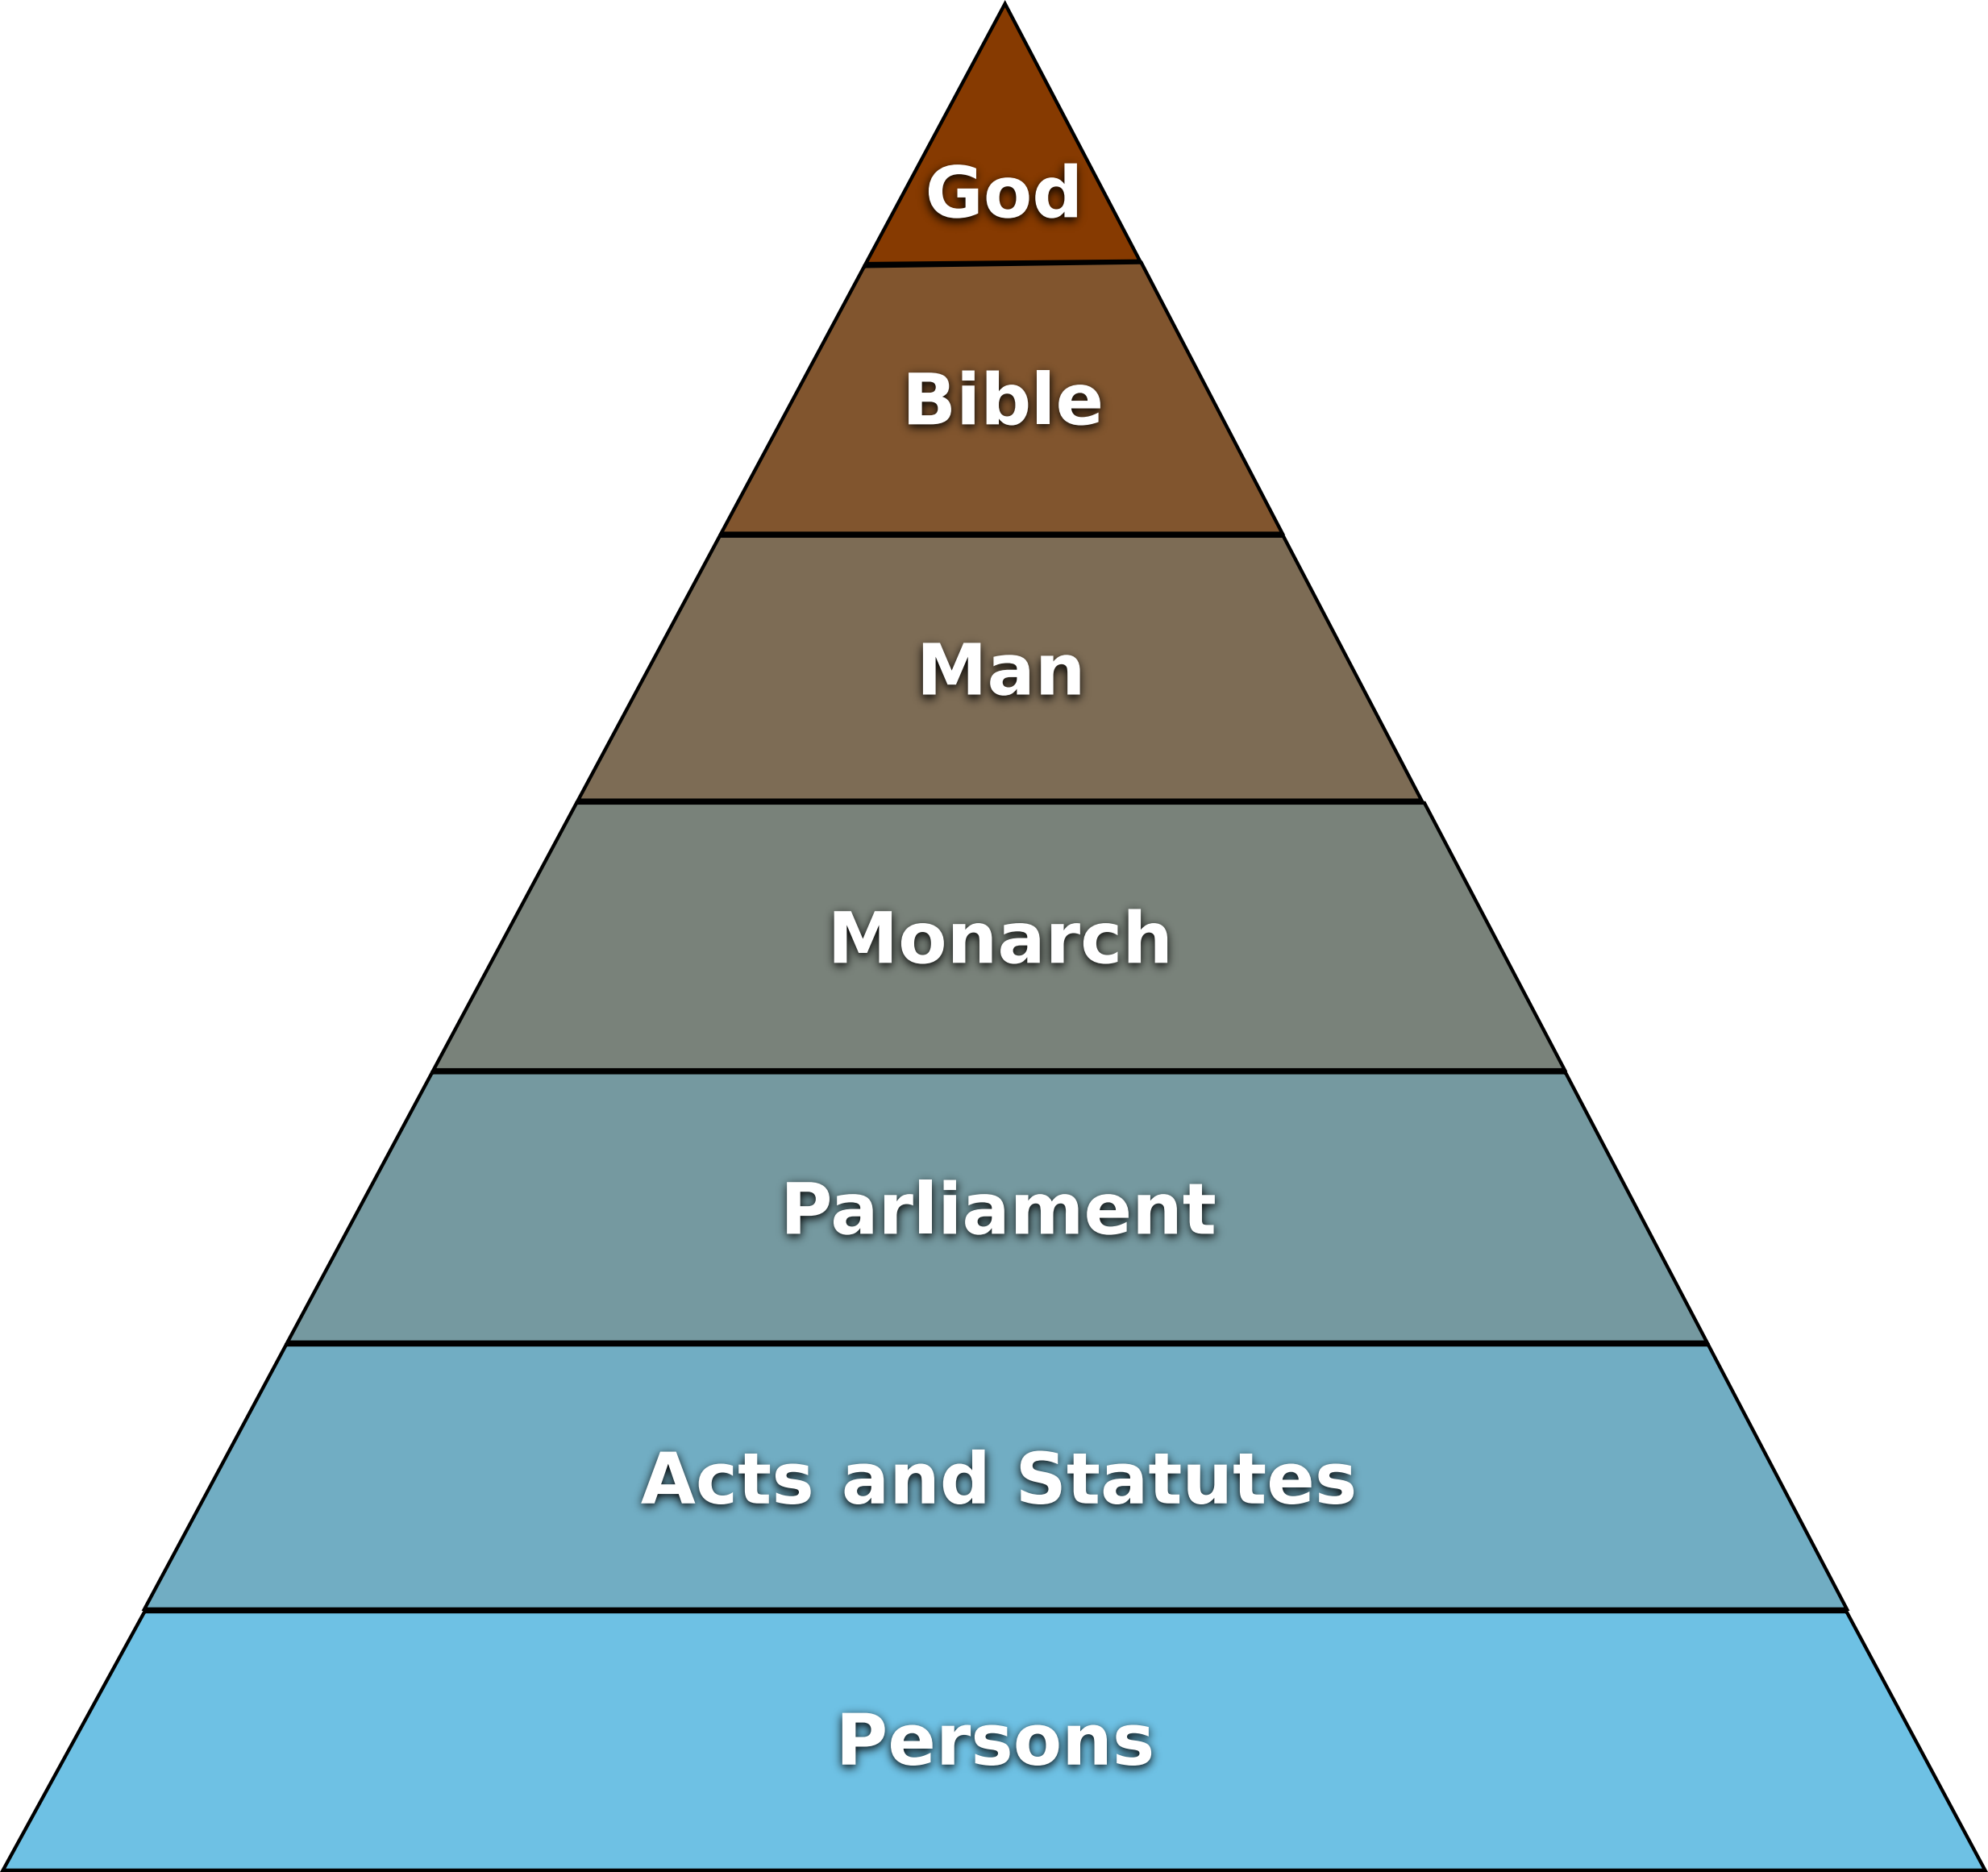 God
Bible
Man
Monarch
Parliament
Acts and Statutes
Persons